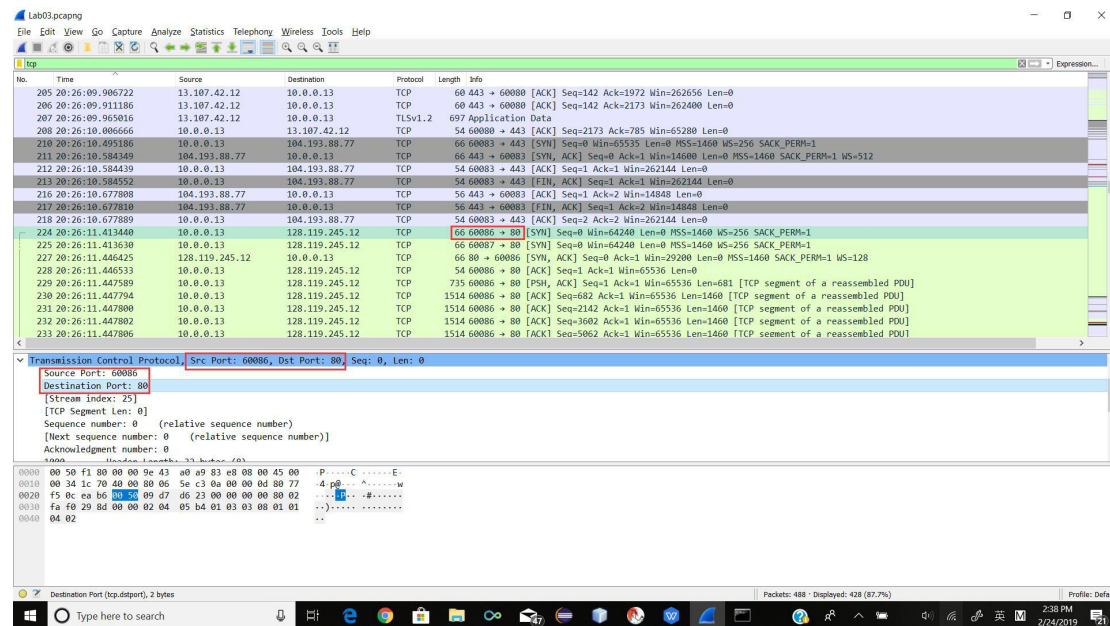 Lab03.pcapng
File Edit View Go Capture Analyze Statistics Telephony Wireless Tools Help
tcp Expression...
No. Time Source Destination Protocol Length Info
205 20:26:09.906722 13.107.42.12 10.0.0.13 TCP 60 443 → 60080 [ACK] Seq=142 Ack=1972 Win=262656 Len=0
206 20:26:09.911186 13.107.42.12 10.0.0.13 TCP 60 443 → 60080 [ACK] Seq=142 Ack=2173 Win=262400 Len=0
207 20:26:09.965016 13.107.42.12 10.0.0.13 TLSv1.2 697 Application Data
208 20:26:10.006666 10.0.0.13 13.107.42.12 TCP 54 60080 → 443 [ACK] Seq=2173 Ack=785 Win=65280 Len=0
210 20:26:10.495186 10.0.0.13 104.193.88.77 TCP 66 60083 → 443 [SYN] Seq=0 Win=65535 Len=0 MSS=1460 WS=256 SACK_PERM=1
211 20:26:10.584349 104.193.88.77 10.0.0.13 TCP 66 443 → 60083 [SYN, ACK] Seq=0 Ack=1 Win=14600 Len=0 MSS=1460 SACK_PERM=1 WS=512
212 20:26:10.584439 10.0.0.13 104.193.88.77 TCP 54 60083 → 443 [ACK] Seq=1 Ack=1 Win=262144 Len=0
213 20:26:10.584552 10.0.0.13 104.193.88.77 TCP 54 60083 → 443 [FIN, ACK] Seq=1 Ack=1 Win=262144 Len=0
216 20:26:10.677808 104.193.88.77 10.0.0.13 TCP 56 443 → 60083 [ACK] Seq=1 Ack=2 Win=14848 Len=0
217 20:26:10.677810 104.193.88.77 10.0.0.13 TCP 56 443 → 60083 [FIN, ACK] Seq=1 Ack=2 Win=14848 Len=0
218 20:26:10.677889 10.0.0.13 104.193.88.77 TCP 54 60083 → 443 [ACK] Seq=2 Ack=2 Win=262144 Len=0
224 20:26:11.413440 10.0.0.13 128.119.245.12 TCP 66 60086 → 80 [SYN] Seq=0 Win=64240 Len=0 MSS=1460 WS=256 SACK_PERM=1
225 20:26:11.413630 10.0.0.13 128.119.245.12 TCP 66 60087 → 80 [SYN] Seq=0 Win=64240 Len=0 MSS=1460 WS=256 SACK_PERM=1
227 20:26:11.446425 128.119.245.12 10.0.0.13 TCP 66 80 → 60086 [SYN, ACK] Seq=0 Ack=1 Win=29200 Len=0 MSS=1460 SACK_PERM=1 WS=128
228 20:26:11.446533 10.0.0.13 128.119.245.12 TCP 54 60086 → 80 [ACK] Seq=1 Ack=1 Win=65536 Len=0
229 20:26:11.447589 10.0.0.13 128.119.245.12 TCP 735 60086 → 80 [PSH, ACK] Seq=1 Ack=1 Win=65536 Len=681 [TCP segment of a reassembled PDU]
230 20:26:11.447794 10.0.0.13 128.119.245.12 TCP 1514 60086 → 80 [ACK] Seq=682 Ack=1 Win=65536 Len=1460 [TCP segment of a reassembled PDU]
231 20:26:11.447800 10.0.0.13 128.119.245.12 TCP 1514 60086 → 80 [ACK] Seq=2142 Ack=1 Win=65536 Len=1460 [TCP segment of a reassembled PDU]
232 20:26:11.447802 10.0.0.13 128.119.245.12 TCP 1514 60086 → 80 [ACK] Seq=3602 Ack=1 Win=65536 Len=1460 [TCP segment of a reassembled PDU]
233 20:26:11.447806 10.0.0.13 128.119.245.12 TCP 1514 60086 → 80 [ACK] Seq=5062 Ack=1 Win=65536 Len=1460 [TCP segment of a reassembled PDU]
Transmission Control Protocol, Src Port: 60086, Dst Port: 80, Seq: 0, Len: 0
Source Port: 60086
Destination Port: 80
[Stream index: 25]
[TCP Segment Len: 0]
Sequence number: 0 (relative sequence number)
[Next sequence number: 0 (relative sequence number)]
Acknowledgment number: 0
1000 .... = Header Length: 32 bytes (8)
0000 00 50 f1 80 00 00 9e 43 a0 a9 83 e8 08 00 45 00 ·P·····C ······E·
0010 00 34 1c 70 40 00 80 06 5e c3 0a 00 00 0d 80 77 ·4·p@··· ^······w
0020 f5 0c ea b6 00 50 09 d7 d6 23 00 00 00 00 80 02 ·····P·· ·#······
0030 fa f0 29 8d 00 00 02 04 05 b4 01 03 03 08 01 01 ··)····· ········
0040 04 02 ··
Destination Port (tcp.dstport), 2 bytes Packets: 488 · Displayed: 428 (87.7%) Profile: Defa
Type here to search 47 英 M 2:38 PM
2/24/2019 21